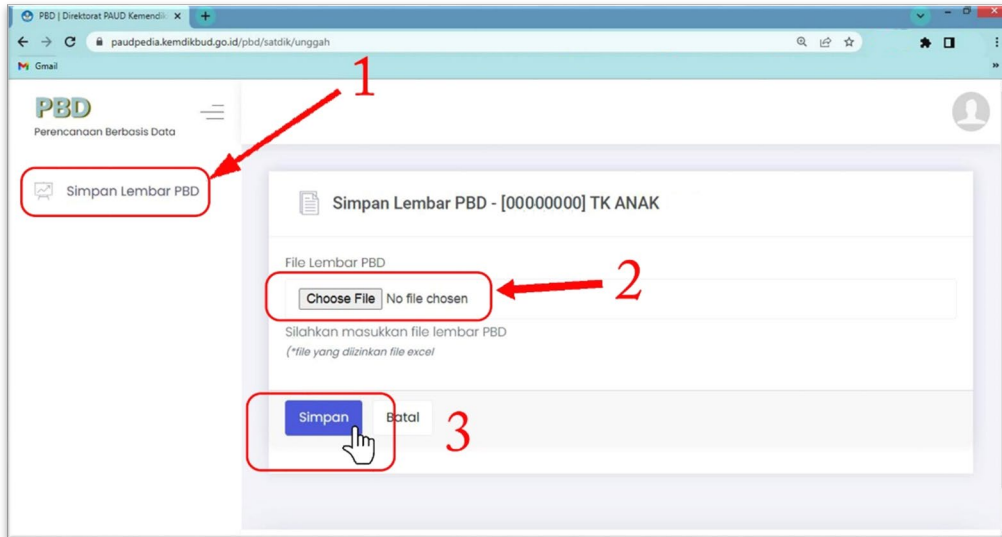 PBD | Direktorat PAUD Kemendik
paudpedia.kemdikbud.go.id/pbd/satdik/unggah
Gmail
1
PBD
Perencanaan Berbasis Data
Simpan Lembar PBD
Simpan Lembar PBD - [00000000] TK ANAK
File Lembar PBD
Choose File No file chosen
2
Silahkan masukkan file lembar PBD
(*file yang diizinkan file excel
Simpan
Batal
3